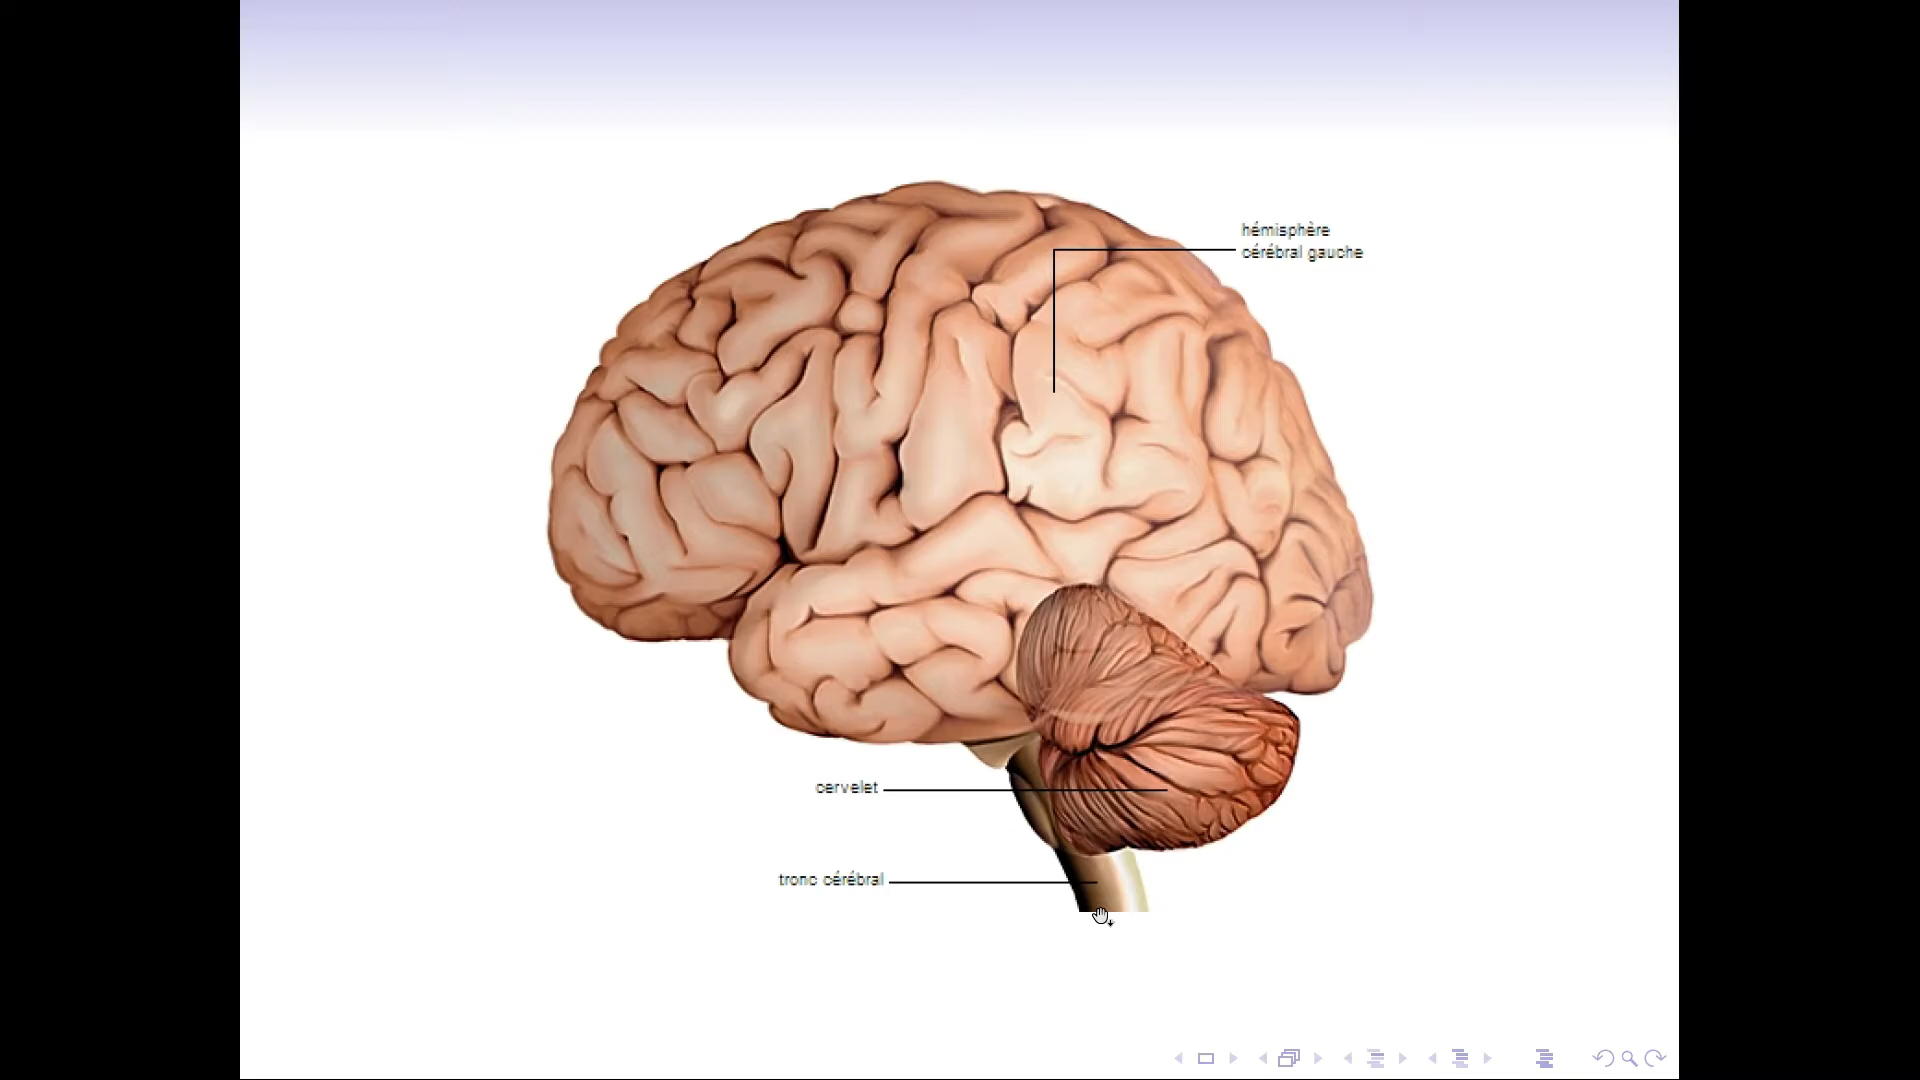 hémisphère
cérébral gauche
cervelet
tronc cérébral